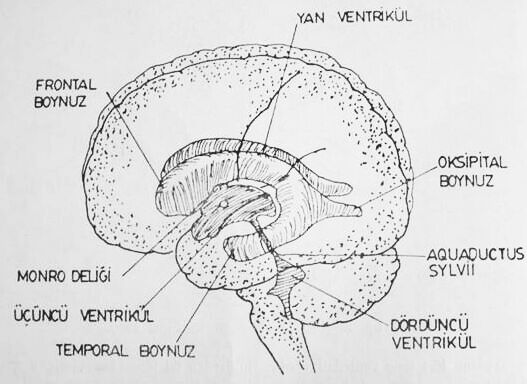 YAN VENTRİKÜL
FRONTAL
BOYNUZ
OKSİPİTAL
BOYNUZ
AQUADUCTUS
SYLVII
MONRO DELİĞİ
ÜÇÜNCÜ VENTRİKÜL
DÖRDÜNCÜ
VENTRİKÜL
TEMPORAL BOYNUZ